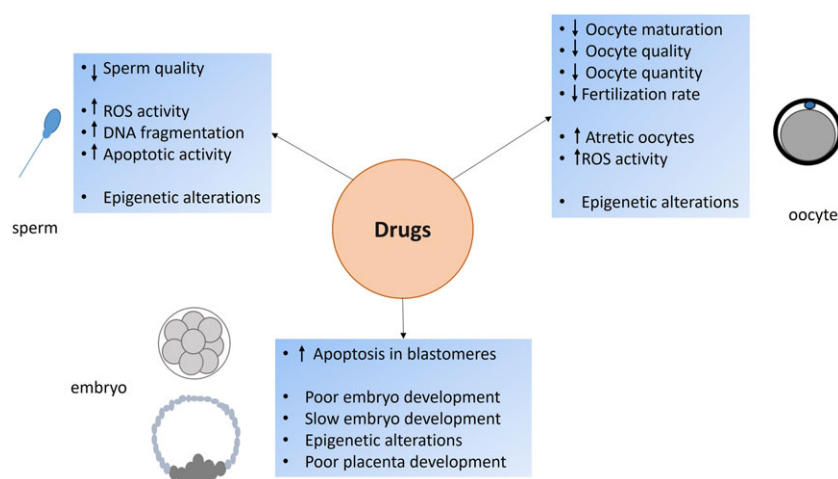 • ↓ Sperm quality
• ↑ ROS activity
• ↑ DNA fragmentation
• ↑ Apoptotic activity
• Epigenetic alterations
sperm
• ↓ Oocyte maturation
• ↓ Oocyte quality
• ↓ Oocyte quantity
• ↓ Fertilization rate
• ↑ Atretic oocytes
• ↑ROS activity
• Epigenetic alterations
oocyte
Drugs
embryo
• ↑ Apoptosis in blastomeres
• Poor embryo development
• Slow embryo development
• Epigenetic alterations
• Poor placenta development